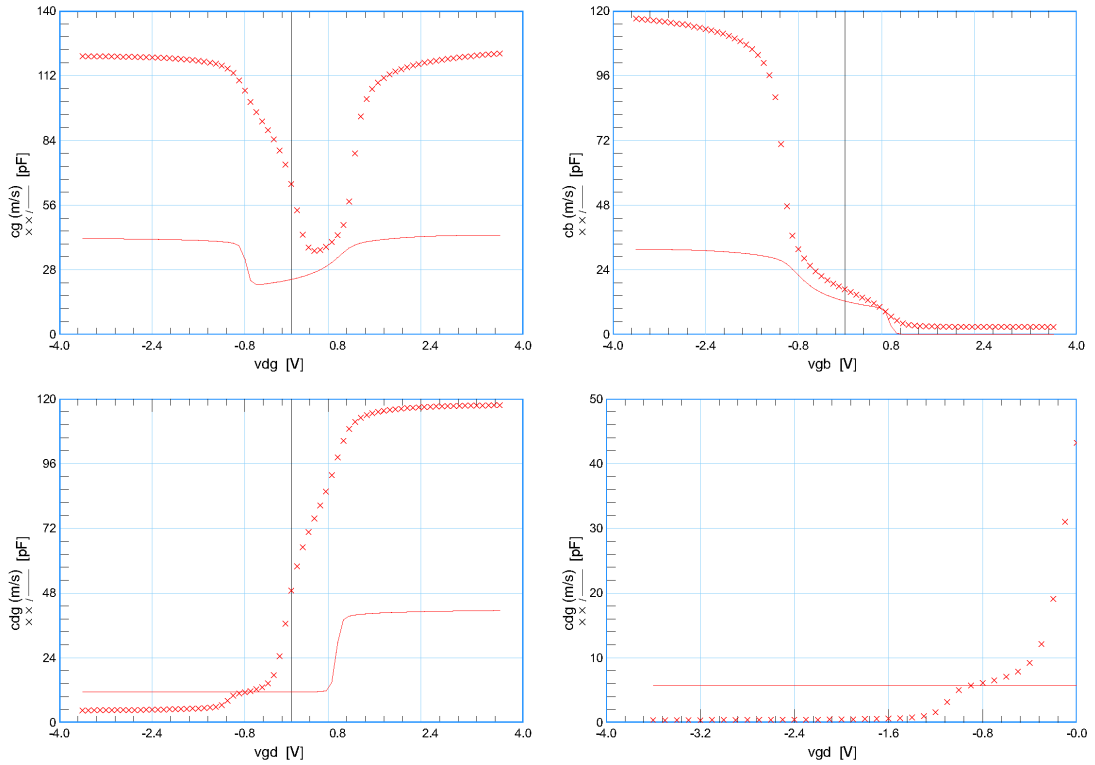 140
112
84
56
28
0
-4.0 -2.4 -0.8 0.8 2.4 4.0
vdg [V]
cg (m/s) [pF]
× × / ___
120
96
72
48
24
0
-4.0 -2.4 -0.8 0.8 2.4 4.0
vgb [V]
cb (m/s) [pF]
× × / ___
120
96
72
48
24
0
-4.0 -2.4 -0.8 0.8 2.4 4.0
vgd [V]
cdg (m/s) [pF]
× × / ___
50
40
30
20
10
0
-4.0 -3.2 -2.4 -1.6 -0.8 -0.0
vgd [V]
cdg (m/s) [pF]
× × / ___